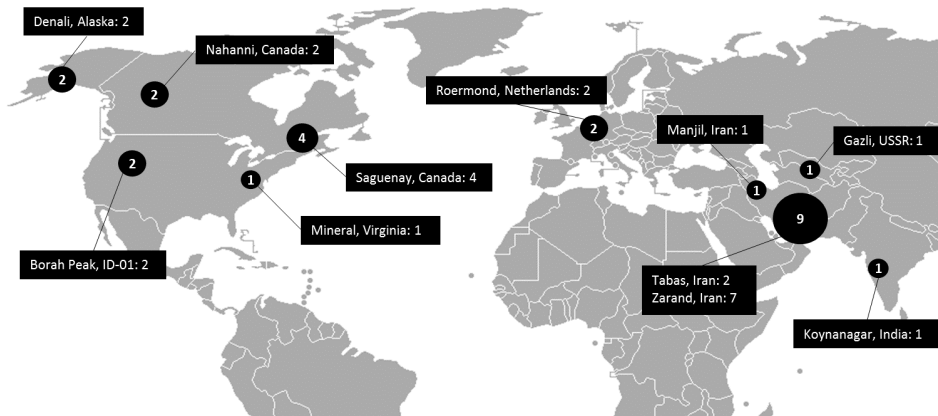 Denali, Alaska: 2
Nahanni, Canada: 2
2
2
Roermond, Netherlands: 2
2
Manjil, Iran: 1
Gazli, USSR: 1
4
2
1
1
1
Saguenay, Canada: 4
9
Mineral, Virginia: 1
Borah Peak, ID-01: 2
1
Tabas, Iran: 2
Zarand, Iran: 7
Koynanagar, India: 1